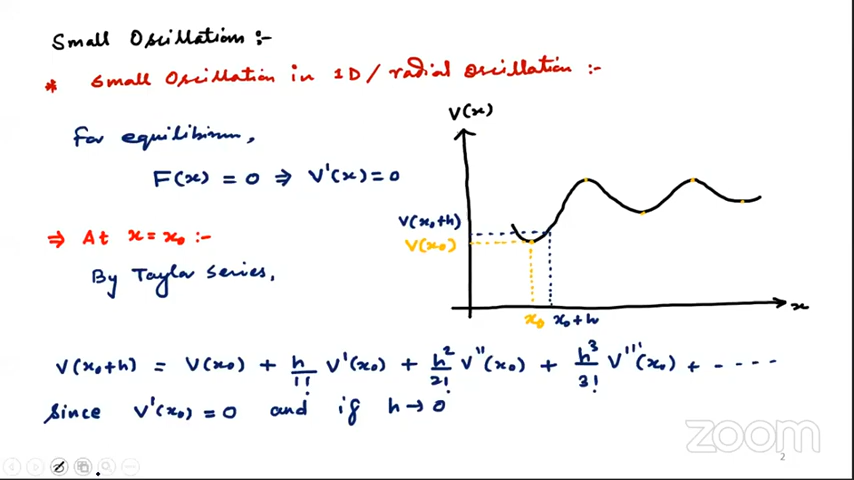 Small Oscillation :-
* Small Oscillation in 1D / radial Oscillation :-
For equilibrium,
F(x) = 0 ⇒ V'(x) = 0
⇒ At x = x₀ :-
By Taylor series,
V(x)
V(x₀+h)
V(x₀)
x₀ x₀+h
x
V(x₀+h) = V(x₀) + h/1! V'(x₀) + h²/2! V''(x₀) + h³/3! V'''(x₀) + - - - -
Since V'(x₀) = 0 and if h → 0
zoom
2